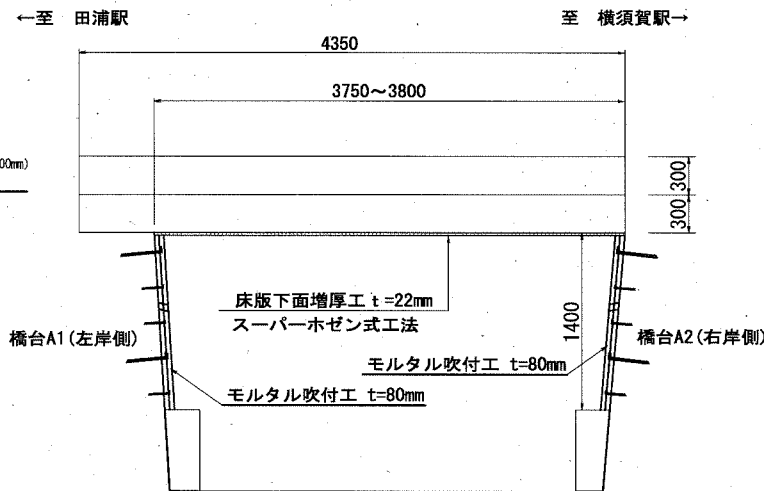 ←至 田浦駅
至 横須賀駅→
4350
3750～3800
00mm)
300
300
床版下面増厚工 t=22mm
スーパーホゼン式工法
1400
橋台A1(左岸側)
橋台A2(右岸側)
モルタル吹付工 t=80mm
モルタル吹付工 t=80mm